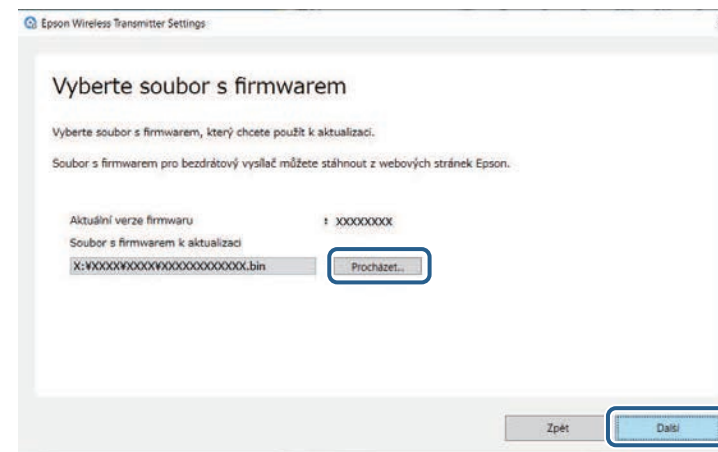 Epson Wireless Transmitter Settings
Vyberte soubor s firmwarem
Vyberte soubor s firmwarem, který chcete použít k aktualizaci.
Soubor s firmwarem pro bezdrátový vysílač můžete stáhnout z webových stránek Epson.
Aktuální verze firmwaru : XXXXXXXX
Soubor s firmwarem k aktualizaci
X:¥XXXX¥XXXX¥XXXXXXXXXXXX.bin Procházet...
Zpět Další